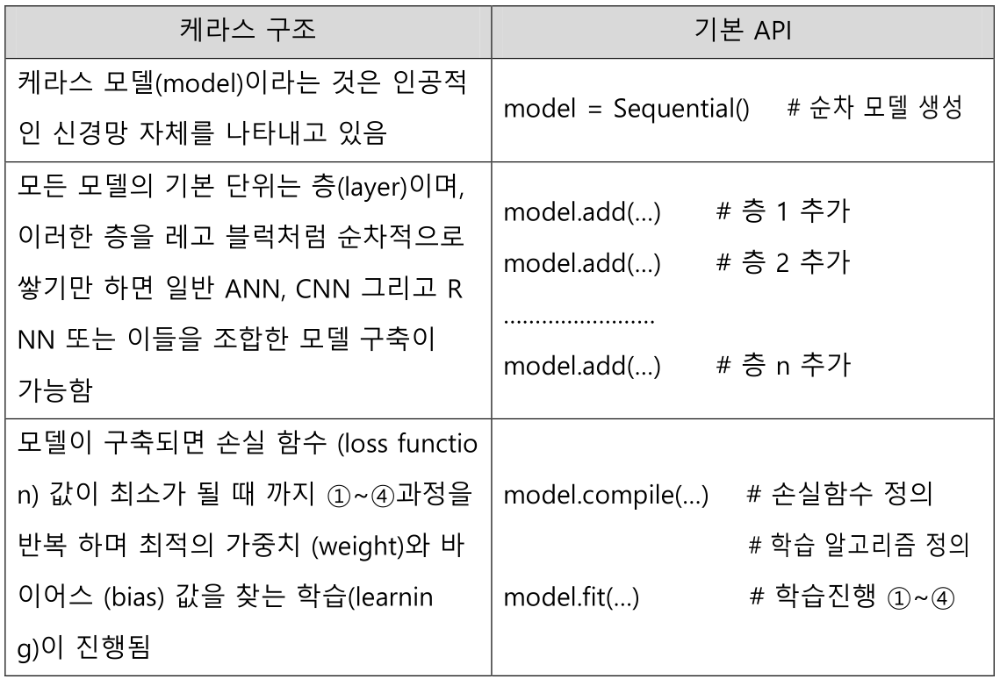 케라스 구조
기본 API
케라스 모델(model)이라는 것은 인공적
인 신경망 자체를 나타내고 있음
model = Sequential() # 순차 모델 생성
모든 모델의 기본 단위는 층(layer)이며,
이러한 층을 레고 블럭처럼 순차적으로
쌓기만 하면 일반 ANN, CNN 그리고 R
NN 또는 이들을 조합한 모델 구축이
가능함
model.add(...) # 층 1 추가
model.add(...) # 층 2 추가
........................
model.add(...) # 층 n 추가
모델이 구축되면 손실 함수 (loss functio
n) 값이 최소가 될 때 까지 ①~④과정을
반복 하며 최적의 가중치 (weight)와 바
이어스 (bias) 값을 찾는 학습(learnin
g)이 진행됨
model.compile(...) # 손실함수 정의
# 학습 알고리즘 정의
model.fit(...) # 학습진행 ①~④